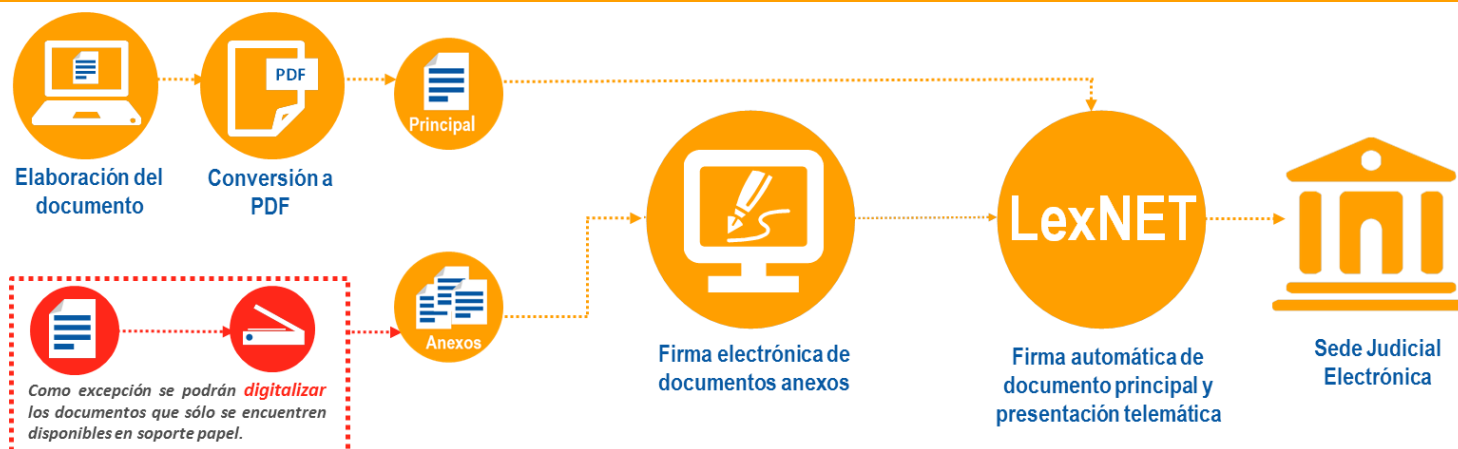 PDF
Principal
Elaboración del
documento
Conversión a
PDF
LexNET
Anexos
Como excepción se podrán digitalizar
los documentos que sólo se encuentren
disponibles en soporte papel.
Firma electrónica de
documentos anexos
Firma automática de
documento principal y
presentación telemática
Sede Judicial
Electrónica